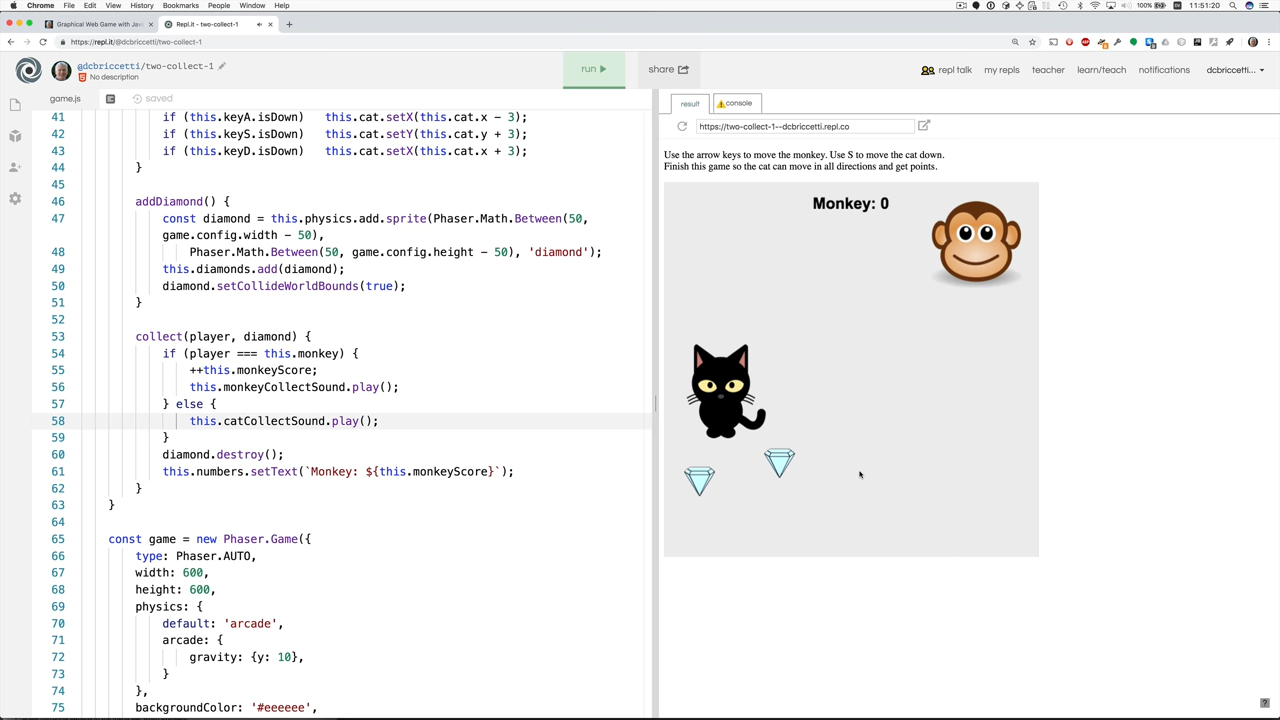 Chrome File Edit View History Bookmarks People Window Help
100%
11:51:20
Graphical Web Game with Jav
Repl.it - two-collect-1
https://repl.it/@dcbriccetti/two-collect-1
@dcbriccetti/two-collect-1
No description
run
share
repl talk
my repls
teacher
learn/teach
notifications
dcbriccetti...
game.js
saved
result
console
https://two-collect-1--dcbriccetti.repl.co
41 if (this.keyA.isDown) this.cat.setX(this.cat.x - 3);
42 if (this.keyS.isDown) this.cat.setY(this.cat.y + 3);
43 if (this.keyD.isDown) this.cat.setX(this.cat.x + 3);
44 }
45
46 addDiamond() {
47 const diamond = this.physics.add.sprite(Phaser.Math.Between(50,
game.config.width - 50),
48 Phaser.Math.Between(50, game.config.height - 50), 'diamond');
49 this.diamonds.add(diamond);
50 diamond.setCollideWorldBounds(true);
51 }
52
53 collect(player, diamond) {
54 if (player === this.monkey) {
55 ++this.monkeyScore;
56 this.monkeyCollectSound.play();
57 } else {
58 this.catCollectSound.play();
59 }
60 diamond.destroy();
61 this.numbers.setText(`Monkey: ${this.monkeyScore}`);
62 }
63 }
64
65 const game = new Phaser.Game({
66 type: Phaser.AUTO,
67 width: 600,
68 height: 600,
69 physics: {
70 default: 'arcade',
71 arcade: {
72 gravity: {y: 10},
73 }
74 },
75 backgroundColor: '#eeeeee',
Use the arrow keys to move the monkey. Use S to move the cat down.
Finish this game so the cat can move in all directions and get points.
Monkey: 0
?